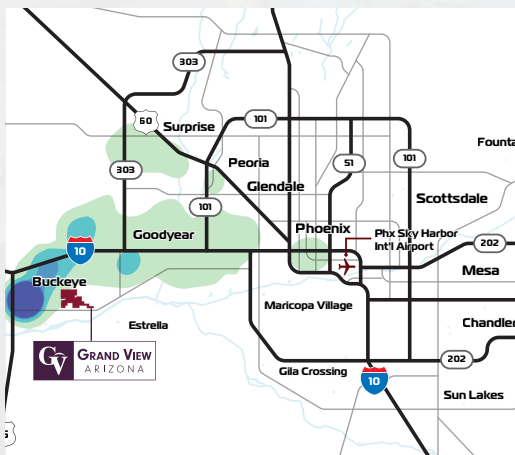 303
60
Surprise
101
Peoria
51
101
Founta
303
Glendale
Scottsdale
101
Goodyear
Phoenix
Phx Sky Harbor
Int'l Airport
202
10
Mesa
Buckeye
Maricopa Village
Estrella
Chandler
GV GRAND VIEW
ARIZONA
Gila Crossing
202
10
Sun Lakes